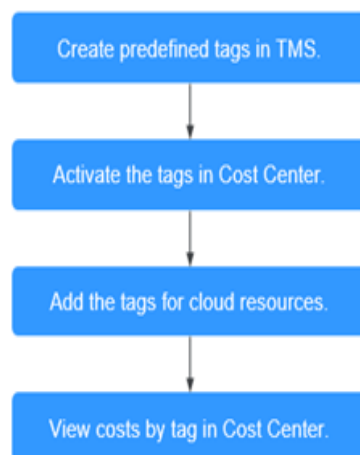 Create predefined tags in TMS.
Activate the tags in Cost Center.
Add the tags for cloud resources.
View costs by tag in Cost Center.